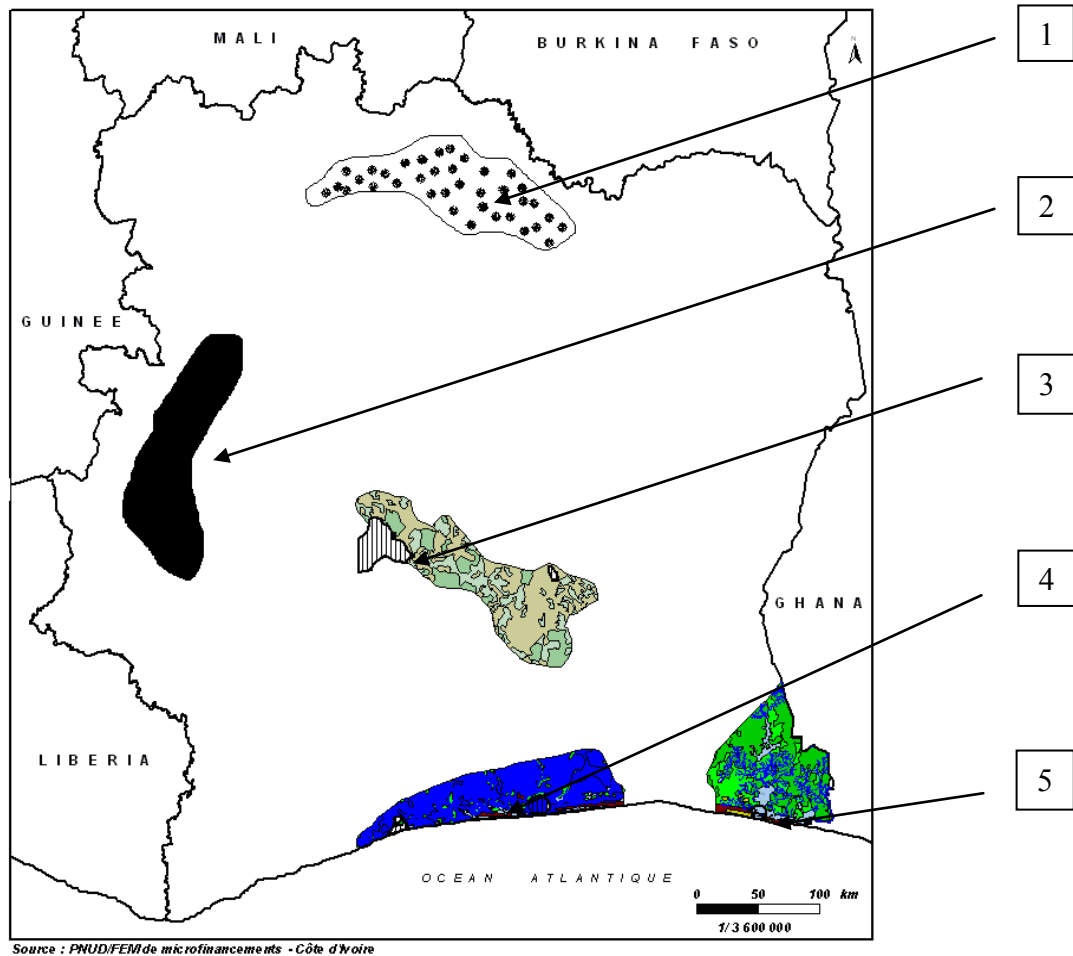 MALI
BURKINA FASO
N
1
2
GUINEE
3
4
GHANA
LIBERIA
5
OCEAN ATLANTIQUE
0 50 100 km
1/3 600 000
Source : PNUD/FEM de microfinancements - Côte d'Ivoire